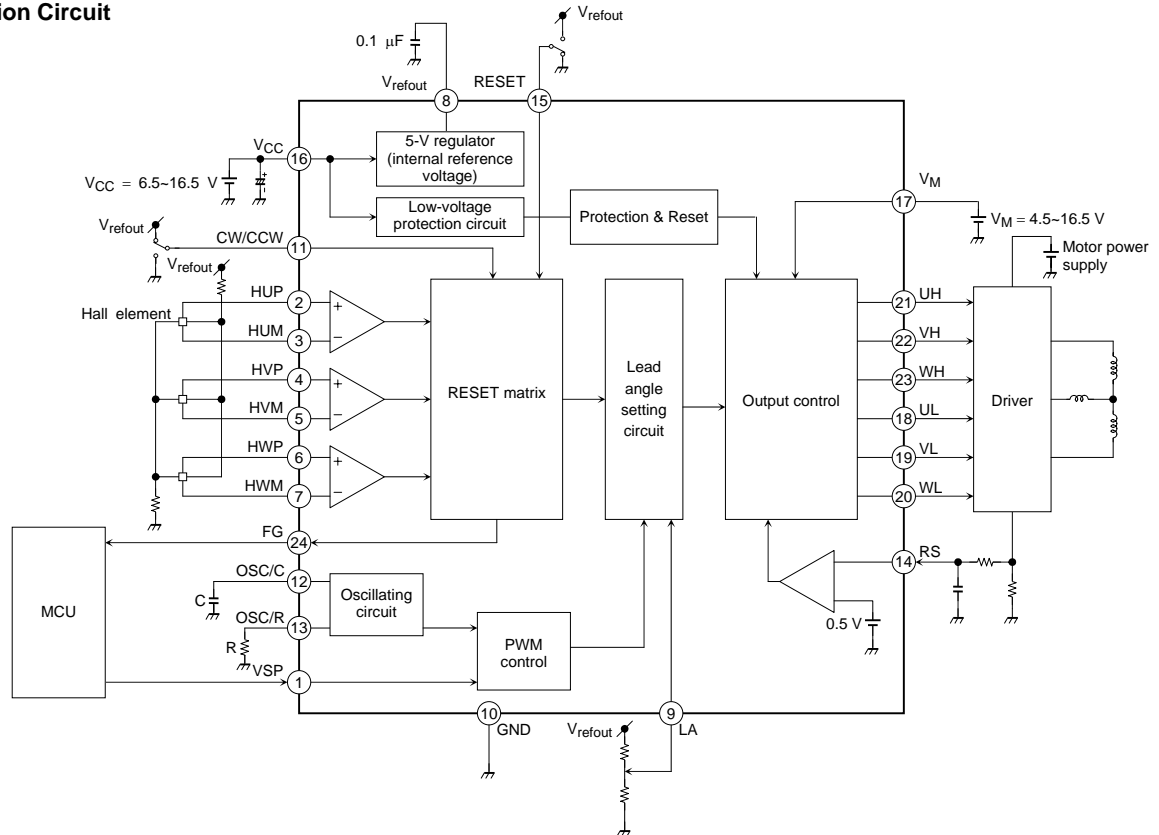 ion Circuit
Vrefout
0.1 μF
Vrefout
RESET
8
15
VCC
16
5-V regulator
(internal reference
voltage)
VCC = 6.5~16.5 V
+
-
Low-voltage
protection circuit
Protection & Reset
VM
17
VM = 4.5~16.5 V
Vrefout
CW/CCW
11
Motor power
supply
Vrefout
Hall element
HUP
2
+
HUM
3
−
HVP
4
+
HVM
5
−
HWP
6
+
HWM
7
−
RESET matrix
Lead
angle
setting
circuit
Output control
21
UH
22
VH
23
WH
18
UL
19
VL
20
WL
Driver
FG
24
14
RS
0.5 V
MCU
OSC/C
12
C
OSC/R
13
R
Oscillating
circuit
VSP
1
PWM
control
10
GND
9
LA
Vrefout